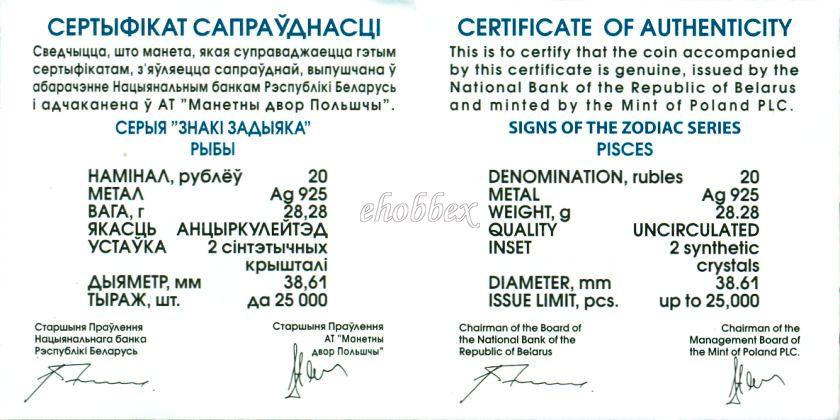 СЕРТЫФІКАТ САПРАЎДНАСЦІ
Сведчыцца, што манета, якая суправаджаецца гэтым
сертыфікатам, з'яўляецца сапраўднай, выпушчана ў
абарачэнне Нацыянальным банкам Рэспублікі Беларусь
і адчаканена ў АТ "Манетны двор Польшчы".
СЕРЫЯ "ЗНАКІ ЗАДЫЯКА"
РЫБЫ
НАМІНАЛ, рублёў 20
МЕТАЛ Ag 925
ВАГА, г 28,28
ЯКАСЦЬ АНЦЫРКУЛЕЙТЭД
УСТАЎКА 2 сінтэтычных
крышталі
ДЫЯМЕТР, мм 38,61
ТЫРАЖ, шт. да 25 000
Старшыня Праўлення
Нацыянальнага банка
Рэспублікі Беларусь
Старшыня Праўлення
АТ "Манетны
двор Польшчы"
CERTIFICATE OF AUTHENTICITY
This is to certify that the coin accompanied
by this certificate is genuine, issued by the
National Bank of the Republic of Belarus
and minted by the Mint of Poland PLC.
SIGNS OF THE ZODIAC SERIES
PISCES
DENOMINATION, rubles 20
METAL Ag 925
WEIGHT, g 28.28
QUALITY UNCIRCULATED
INSET 2 synthetic
crystals
DIAMETER, mm 38.61
ISSUE LIMIT, pcs. up to 25,000
Chairman of the Board of
the National Bank of the
Republic of Belarus
Chairman of the
Management Board of
the Mint of Poland PLC.
ehobbex